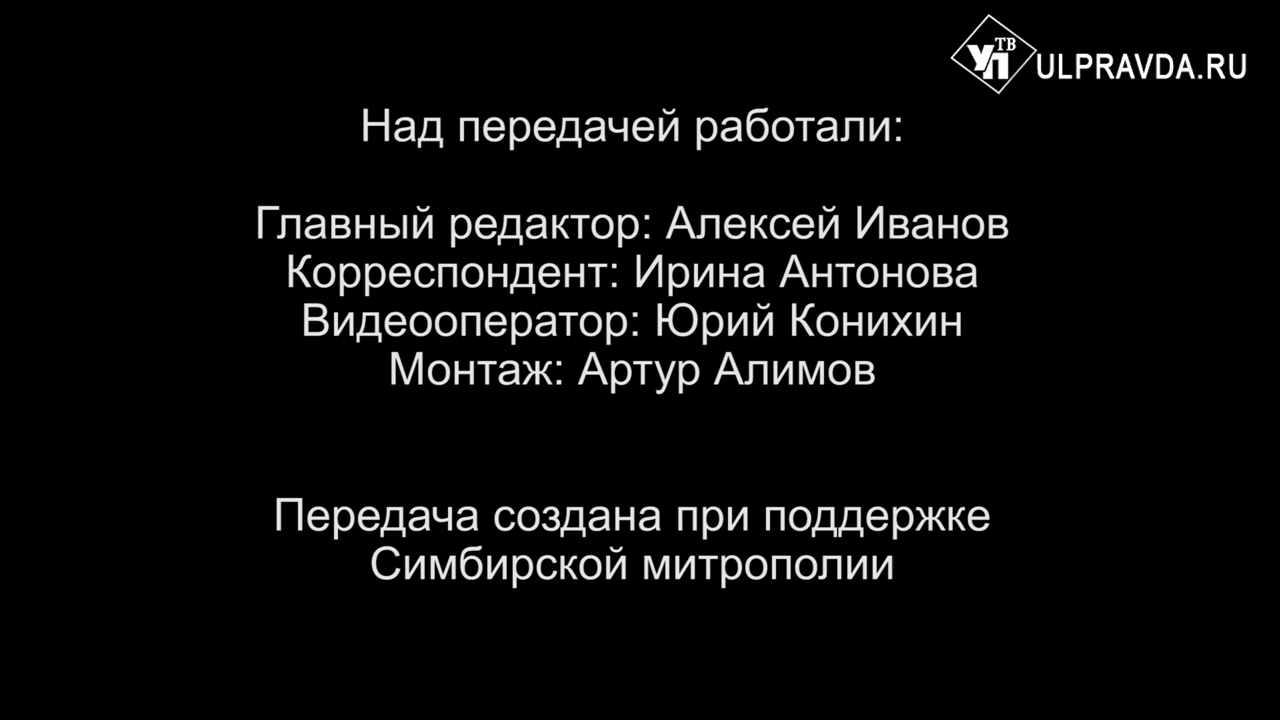 УП ТВ ULPRAVDA.RU
Над передачей работали:
Главный редактор: Алексей Иванов
Корреспондент: Ирина Антонова
Видеооператор: Юрий Конихин
Монтаж: Артур Алимов
Передача создана при поддержке
Симбирской митрополии